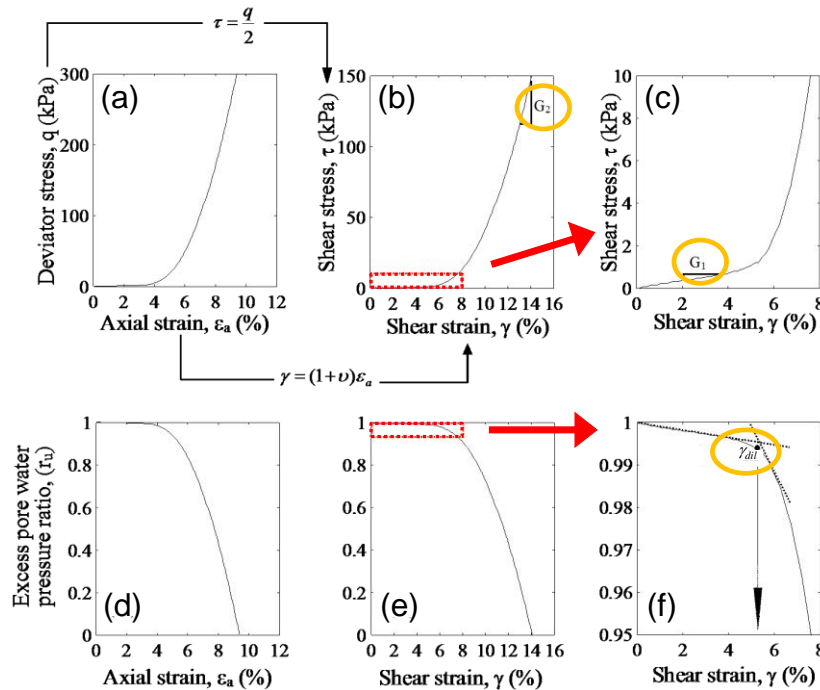 τ = q/2
(a)
Deviator stress, q (kPa)
300
200
100
0
0 2 4 6 8 10 12
Axial strain, εa (%)
(b)
Shear stress, τ (kPa)
150
100
50
0
0 2 4 6 8 10 12 14 16
Shear strain, γ (%)
G2
(c)
Shear stress, τ (kPa)
10
8
6
4
2
0
0 2 4 6 8
Shear strain, γ (%)
G1
γ = (1+υ)εa
(d)
Excess pore water
pressure ratio, (ru)
1
0.8
0.6
0.4
0.2
0
0 2 4 6 8 10 12
Axial strain, εa (%)
(e)
1
0.8
0.6
0.4
0.2
0
0 2 4 6 8 10 12 14 16
Shear strain, γ (%)
(f)
1
0.99
0.98
0.97
0.96
0.95
0 2 4 6 8
Shear strain, γ (%)
γdil